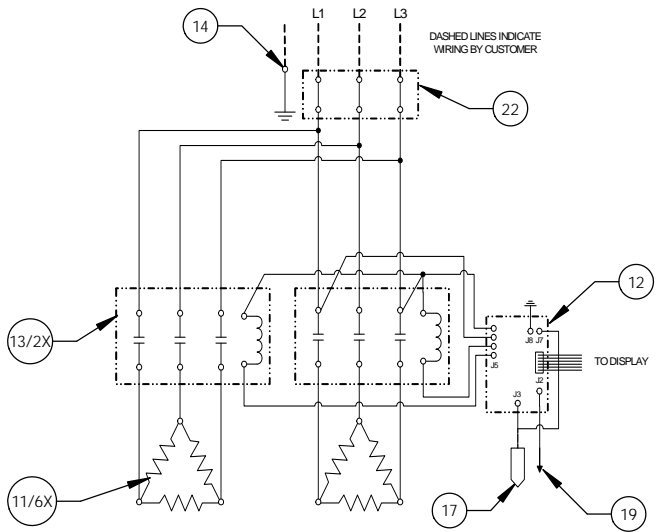 14
L1 L2 L3
DASHED LINES INDICATE
WIRING BY CUSTOMER
22
12
13/2X
J8 J7
J5
TO DISPLAY
J2
J3
11/6X
17
19